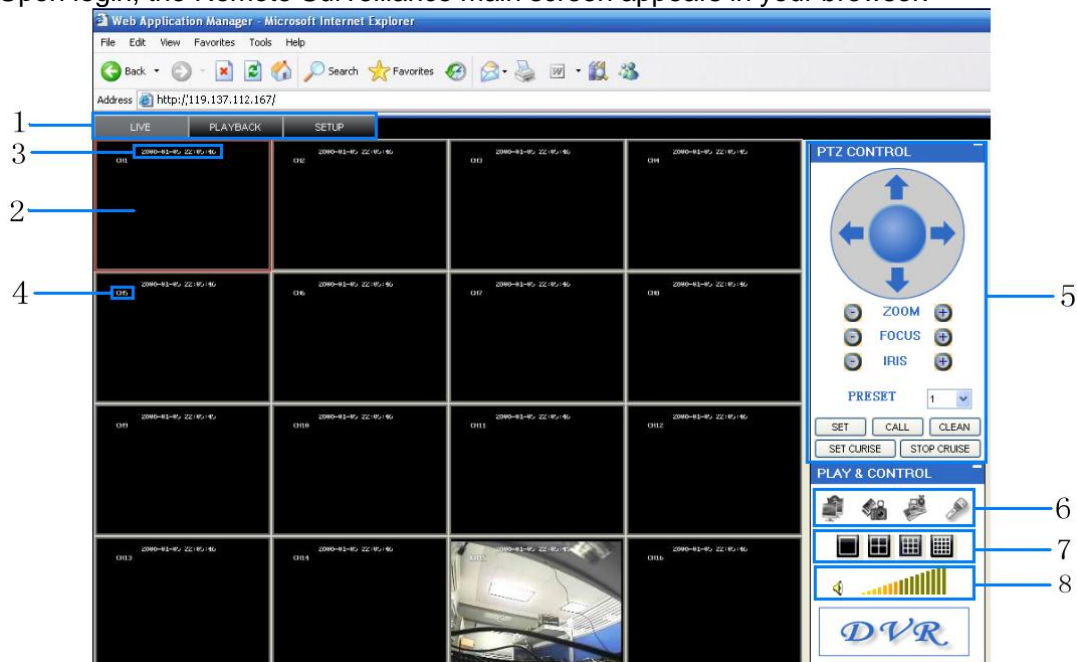 Upon login, the Remote Surveillance main screen appears in your browser.
Web Application Manager - Microsoft Internet Explorer
File Edit View Favorites Tools Help
Back Search Favorites
Address http://119.137.112.167/
1
LIVE PLAYBACK SETUP
3
CH1 CH2 CH3 CH4
PTZ CONTROL
2
4
CH5 CH6 CH7 CH8
5
ZOOM
FOCUS
IRIS
PRESET 1
CH9 CH10 CH11 CH12
SET CALL CLEAN
SET CURISE STOP CRUISE
PLAY & CONTROL
6
7
CH13 CH14 CH16
8
DVR